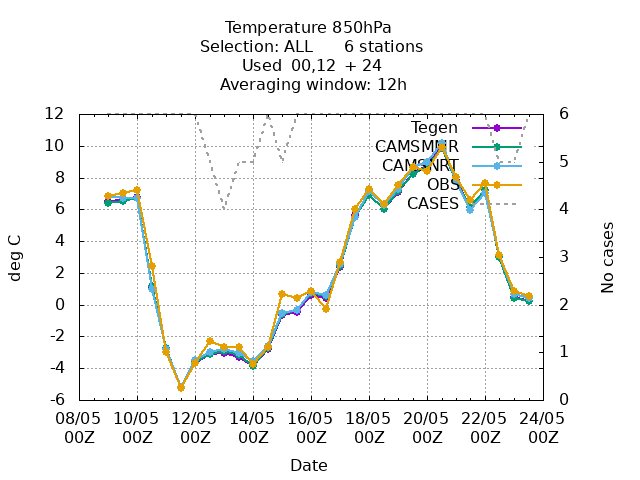 Temperature 850hPa
Selection: ALL 6 stations
Used 00,12 + 24
Averaging window: 12h
12 6
Tegen
10
CAMSMMR
5
CAMSNRT
8
OBS
CASES
6 4
4
3
deg C
No cases
2
0 2
-2
1
-4
-6 0
08/05 10/05 12/05 14/05 16/05 18/05 20/05 22/05 24/05
00Z 00Z 00Z 00Z 00Z 00Z 00Z 00Z 00Z
Date